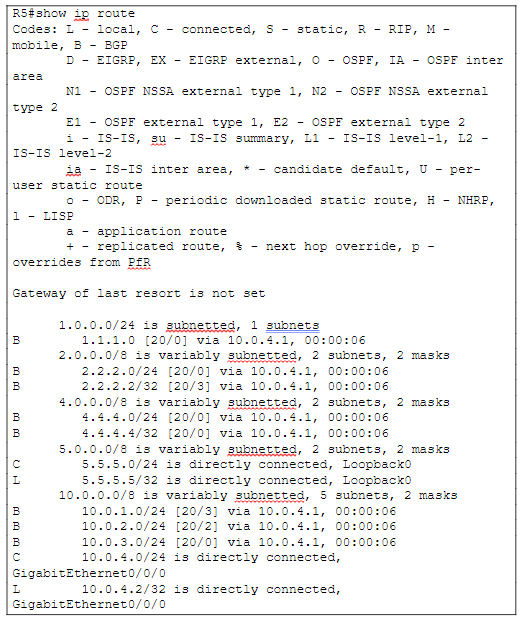 R5#show ip route
Codes: L - local, C - connected, S - static, R - RIP, M -
mobile, B - BGP
D - EIGRP, EX - EIGRP external, O - OSPF, IA - OSPF inter
area
N1 - OSPF NSSA external type 1, N2 - OSPF NSSA external
type 2
E1 - OSPF external type 1, E2 - OSPF external type 2
i - IS-IS, su - IS-IS summary, L1 - IS-IS level-1, L2 -
IS-IS level-2
ia - IS-IS inter area, * - candidate default, U - per-
user static route
o - ODR, P - periodic downloaded static route, H - NHRP,
l - LISP
a - application route
+ - replicated route, % - next hop override, p -
overrides from PfR
Gateway of last resort is not set
1.0.0.0/24 is subnetted, 1 subnets
B 1.1.1.0 [20/0] via 10.0.4.1, 00:00:06
2.0.0.0/8 is variably subnetted, 2 subnets, 2 masks
B 2.2.2.0/24 [20/0] via 10.0.4.1, 00:00:06
B 2.2.2.2/32 [20/3] via 10.0.4.1, 00:00:06
4.0.0.0/8 is variably subnetted, 2 subnets, 2 masks
B 4.4.4.0/24 [20/0] via 10.0.4.1, 00:00:06
B 4.4.4.4/32 [20/0] via 10.0.4.1, 00:00:06
5.0.0.0/8 is variably subnetted, 2 subnets, 2 masks
C 5.5.5.0/24 is directly connected, Loopback0
L 5.5.5.5/32 is directly connected, Loopback0
10.0.0.0/8 is variably subnetted, 5 subnets, 2 masks
B 10.0.1.0/24 [20/3] via 10.0.4.1, 00:00:06
B 10.0.2.0/24 [20/2] via 10.0.4.1, 00:00:06
B 10.0.3.0/24 [20/0] via 10.0.4.1, 00:00:06
C 10.0.4.0/24 is directly connected,
GigabitEthernet0/0/0
L 10.0.4.2/32 is directly connected,
GigabitEthernet0/0/0